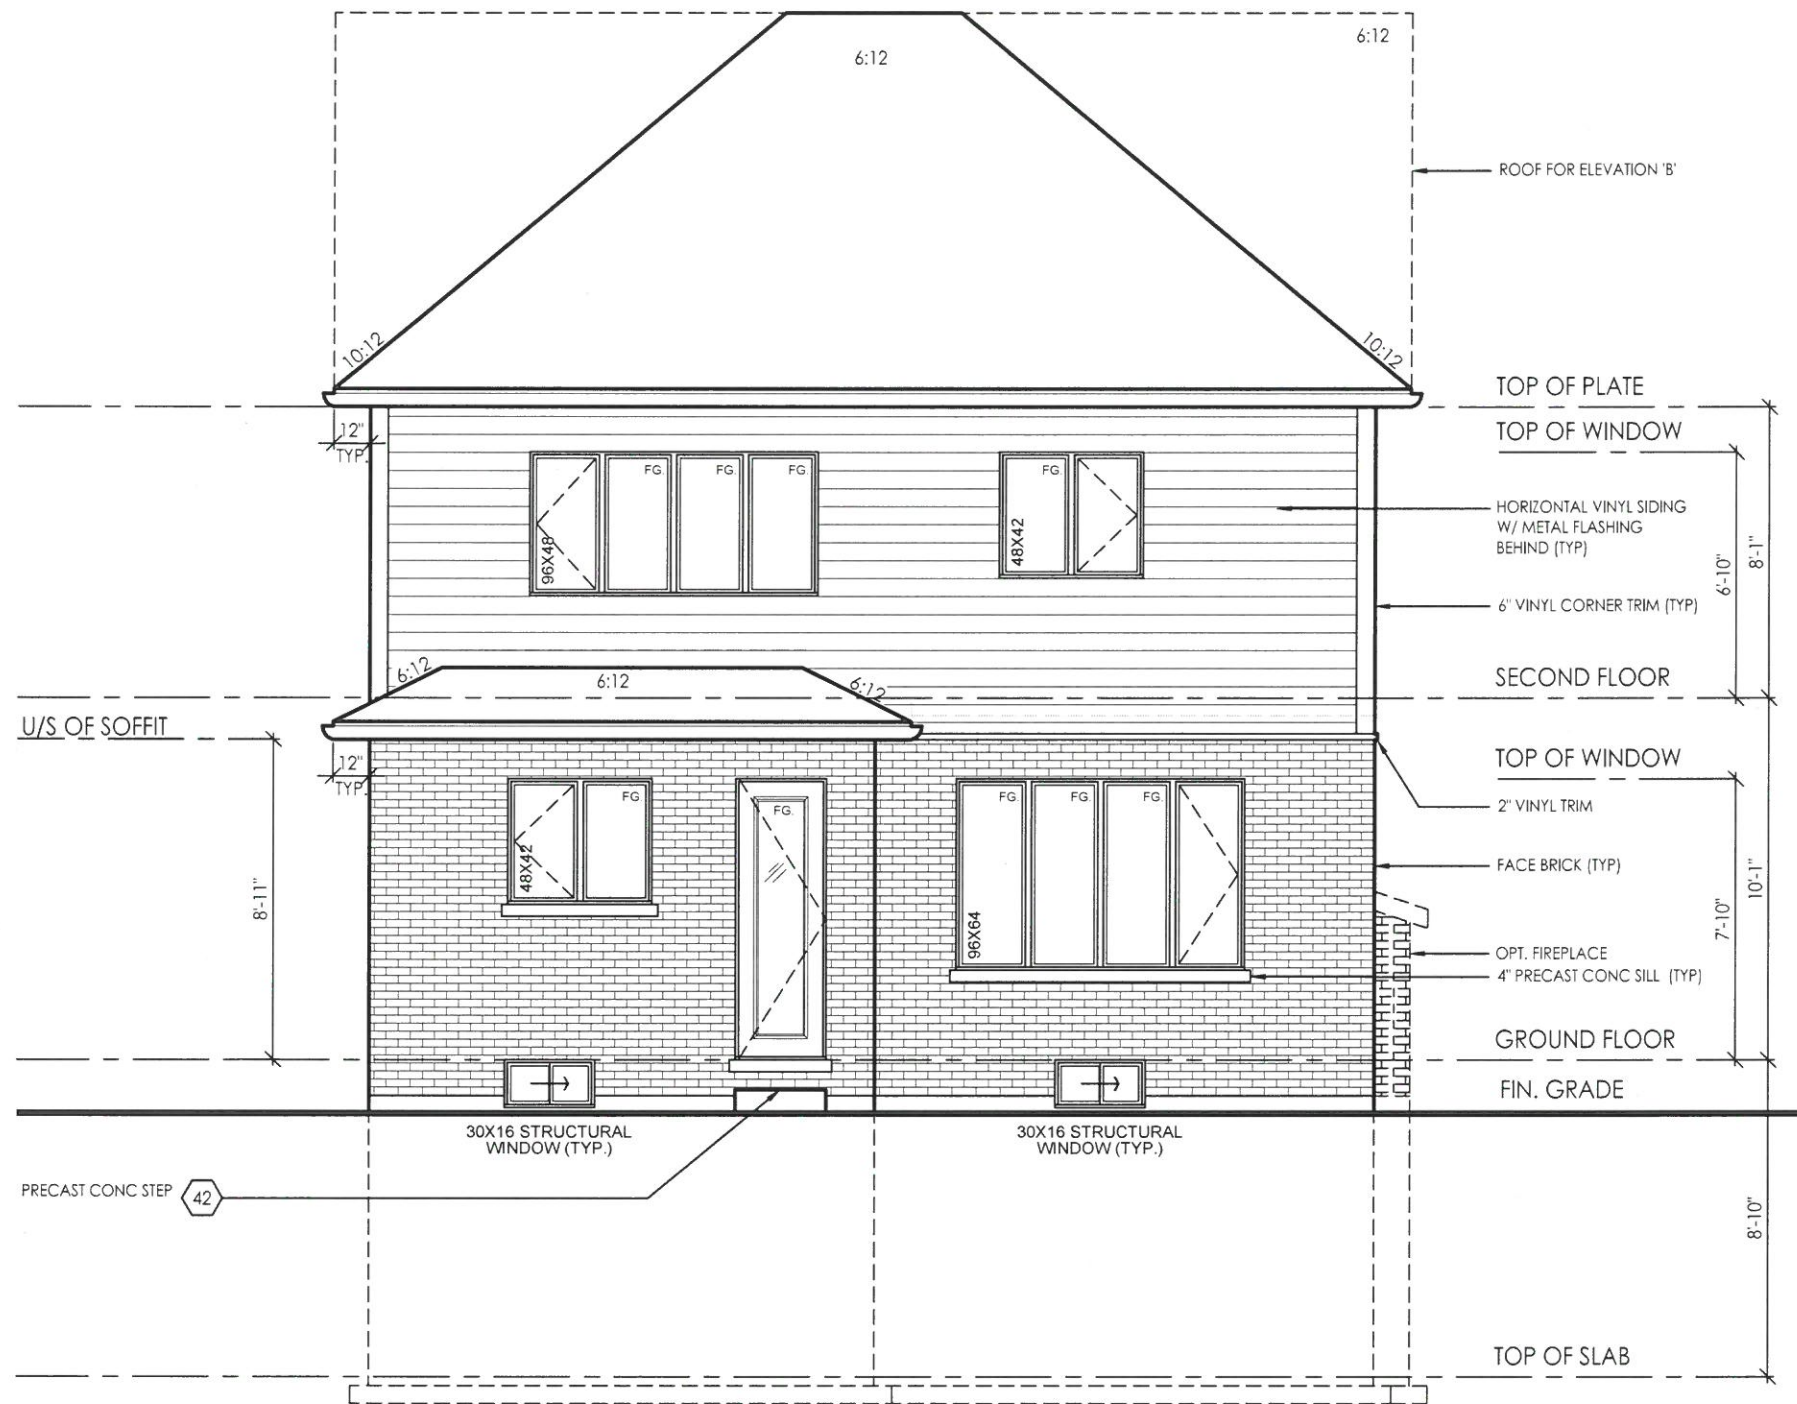 6:12
6:12
ROOF FOR ELEVATION 'B'
10:12
10:12
TOP OF PLATE
12"
TYP.
TOP OF WINDOW
FG.
FG.
FG.
FG.
96X48
48X42
HORIZONTAL VINYL SIDING
W/ METAL FLASHING
BEHIND (TYP)
6'-10"
8'-1"
6" VINYL CORNER TRIM (TYP)
6:12
6:12
6:12
SECOND FLOOR
U/S OF SOFFIT
12"
TYP.
TOP OF WINDOW
FG.
FG.
FG.
FG.
FG.
2" VINYL TRIM
48X42
FACE BRICK (TYP)
8'-11"
10'-1"
7'-10"
96X64
OPT. FIREPLACE
4" PRECAST CONC SILL (TYP)
GROUND FLOOR
FIN. GRADE
30X16 STRUCTURAL
WINDOW (TYP.)
30X16 STRUCTURAL
WINDOW (TYP.)
PRECAST CONC STEP
42
8'-10"
TOP OF SLAB